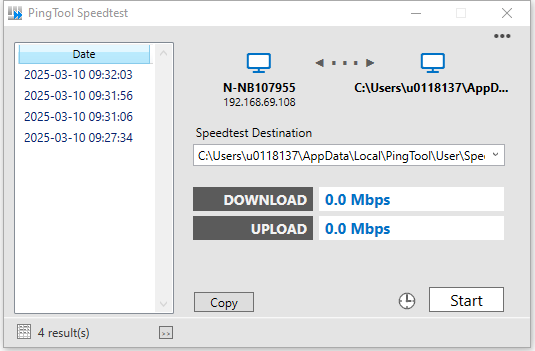 PingTool Speedtest
Date
2025-03-10 09:32:03
2025-03-10 09:31:56
2025-03-10 09:31:06
2025-03-10 09:27:34
N-NB107955
192.168.69.108
C:\Users\u0118137\AppD...
Speedtest Destination
C:\Users\u0118137\AppData\Local\PingTool\User\Spee
DOWNLOAD 0.0 Mbps
UPLOAD 0.0 Mbps
Copy
Start
4 result(s)
>>